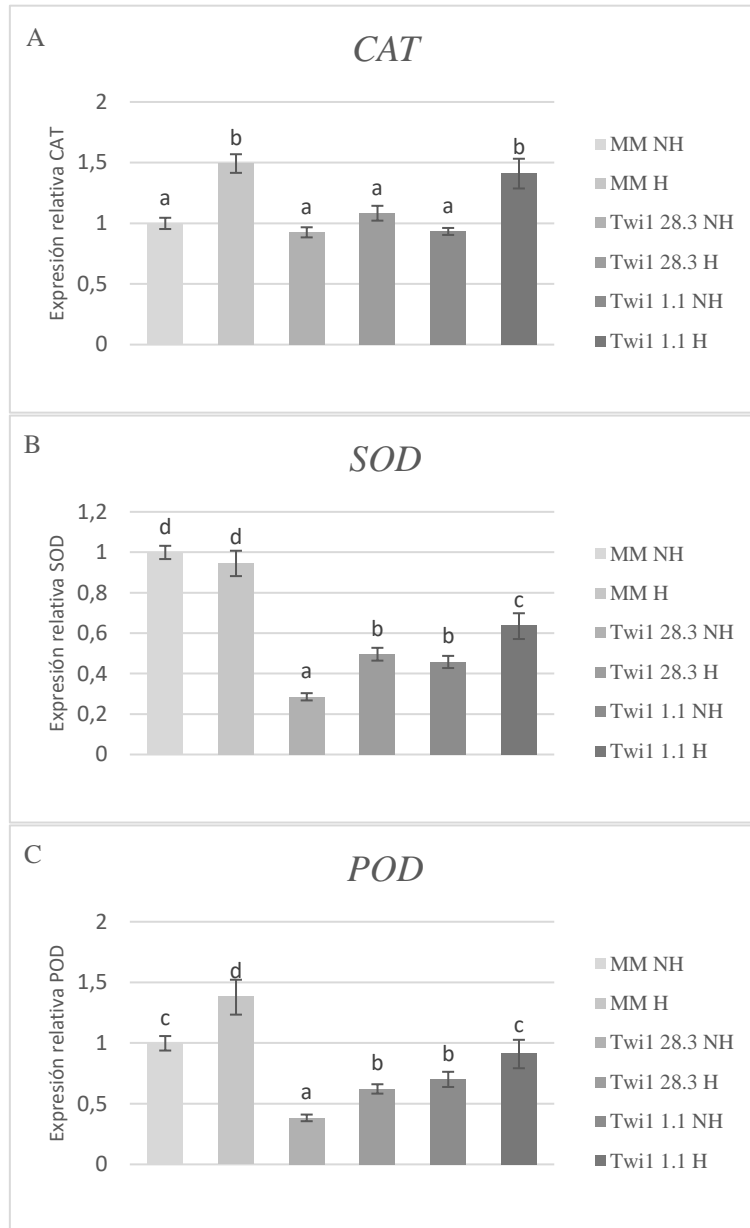 A
CAT
Expresión relativa CAT
2
1,5
1
0,5
0
a
b
a
a
a
b
MM NH
MM H
Twi1 28.3 NH
Twi1 28.3 H
Twi1 1.1 NH
Twi1 1.1 H
B
SOD
Expresión relativa SOD
1,2
1
0,8
0,6
0,4
0,2
0
d
d
a
b
b
c
MM NH
MM H
Twi1 28.3 NH
Twi1 28.3 H
Twi1 1.1 NH
Twi1 1.1 H
C
POD
Expresión relativa POD
2
1,5
1
0,5
0
c
d
a
b
b
c
MM NH
MM H
Twi1 28.3 NH
Twi1 28.3 H
Twi1 1.1 NH
Twi1 1.1 H